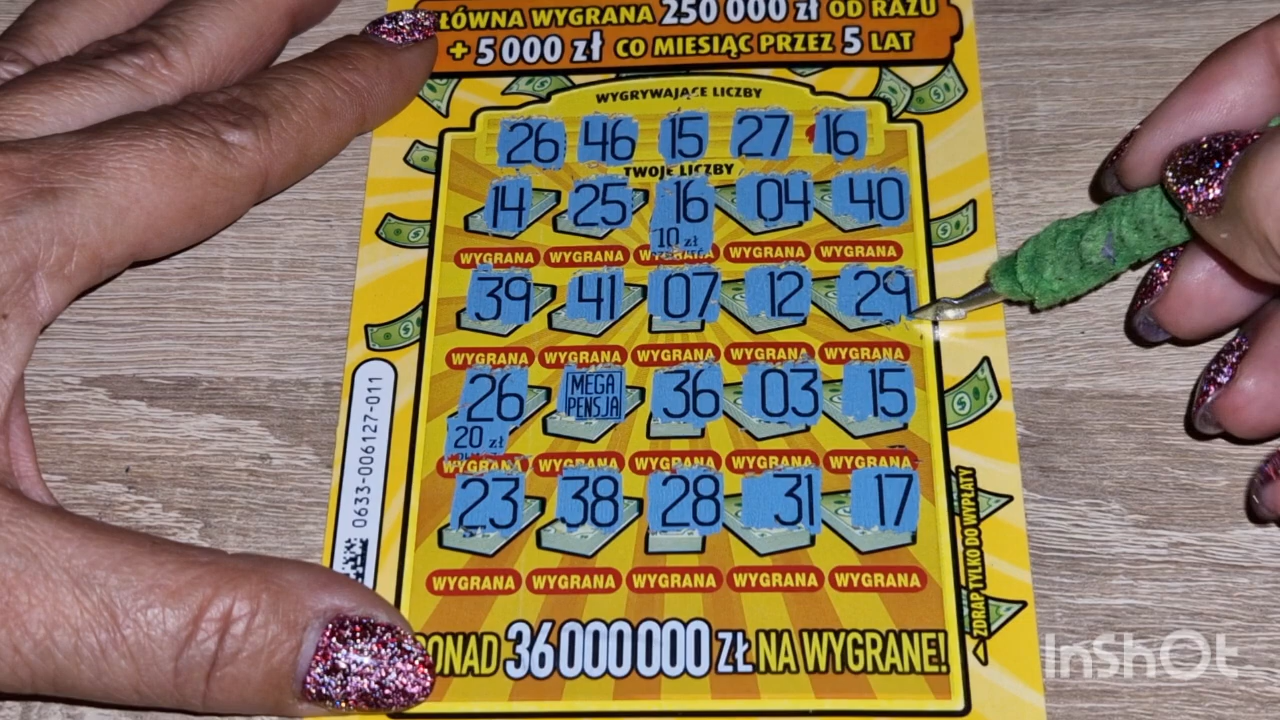 ŁÓWNA WYGRANA 250 000 zł OD RAZU
+ 5 000 zł CO MIESIĄC PRZEZ 5 LAT
WYGRYWAJĄCE LICZBY
26 46 15 27 16
TWOJE LICZBY
14 25 16 04 40
10 zł
WYGRANA WYGRANA WYGRANA WYGRANA WYGRANA
39 41 07 12 29
WYGRANA WYGRANA WYGRANA WYGRANA WYGRANA
26 MEGA PENSJA 36 03 15
20 zł
WYGRANA WYGRANA WYGRANA WYGRANA WYGRANA
23 38 28 31 17
WYGRANA WYGRANA WYGRANA WYGRANA WYGRANA
ONAD 36 000 000 ZŁ NA WYGRANE!
0633-006127-011
ZDRAP TYLKO DO WYPŁATY
InShOt